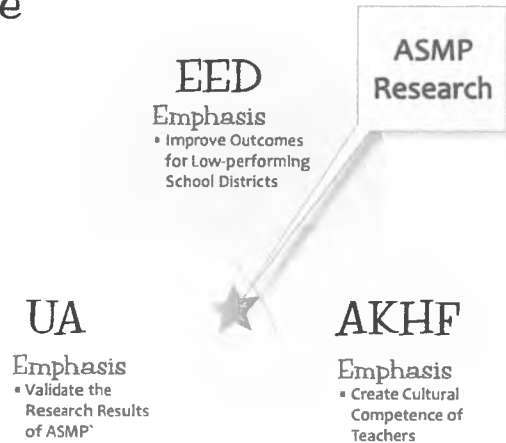 e
EED
Emphasis
• Improve Outcomes
for Low-performing
School Districts
ASMP
Research
UA
Emphasis
• Validate the
Research Results
of ASMP`
AKHF
Emphasis
• Create Cultural
Competence of
Teachers